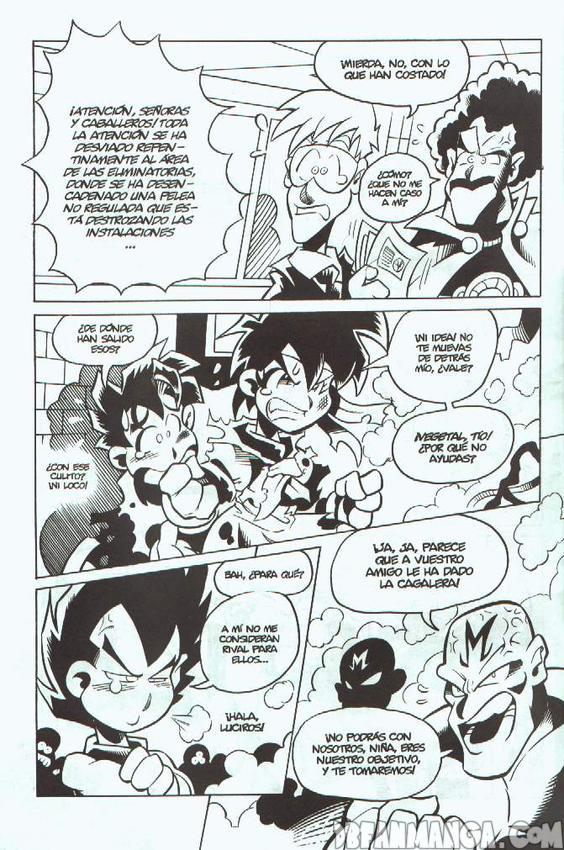 ¡MIERDA, NO, CON LO
QUE HAN COSTADO!
¡ATENCIÓN, SEÑORAS
Y CABALLEROS! TODA
LA ATENCIÓN SE HA
DESVIADO REPEN-
TINAMENTE AL ÁREA
DE LAS ELIMINATORIAS,
DONDE SE HA DESEN-
CADENADO UNA PELEA
NO REGULADA QUE ES-
TÁ DESTROZANDO LAS
INSTALACIONES
...
¿CÓMO?
¿QUE NO ME
HACEN CASO
A MÍ?
¿DE DÓNDE
HAN SALIDO
ESOS?
¡NI IDEA! NO TE
MUEVAS DE DETRÁS
MÍO, ¿VALE?
¿CON ESE
CULITO?
¡NI LOCO!
¡VEGETAL, TÍO!
¿POR QUÉ NO
AYUDAS?
BAH, ¿PARA QUÉ?
A MÍ NO ME
CONSIDERAN
RIVAL PARA
ELLOS...
¡HALA,
LUCIROS!
¡JA, JA, PARECE
QUE A VUESTRO
AMIGO LE HA DADO
LA CAGALERA!
M
M
¡NO PODRÁS CON
NOSOTROS, NIÑA, ERES
NUESTRO OBJETIVO,
Y TE TOMAREMOS!
DBFANMANGA.COM